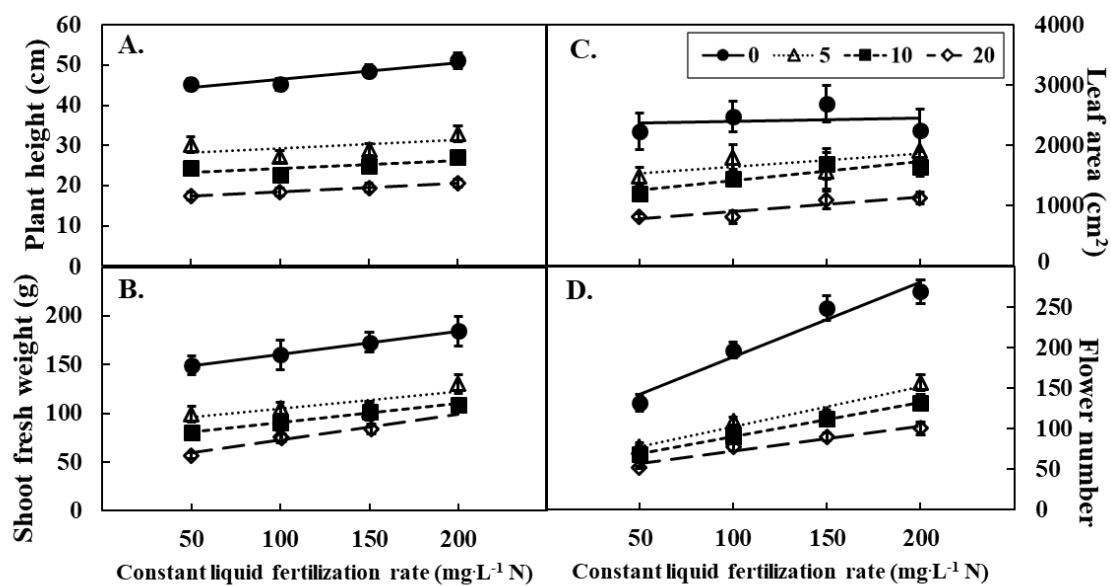 A.
Plant height (cm)
60
50
40
30
20
10
0
C.
0 5 10 20
Leaf area (cm²)
4000
3000
2000
1000
0
B.
Shoot fresh weight (g)
200
150
100
50
0
D.
Flower number
250
200
150
100
50
0
50 100 150 200
Constant liquid fertilization rate (mg·L⁻¹ N)
50 100 150 200
Constant liquid fertilization rate (mg·L⁻¹ N)